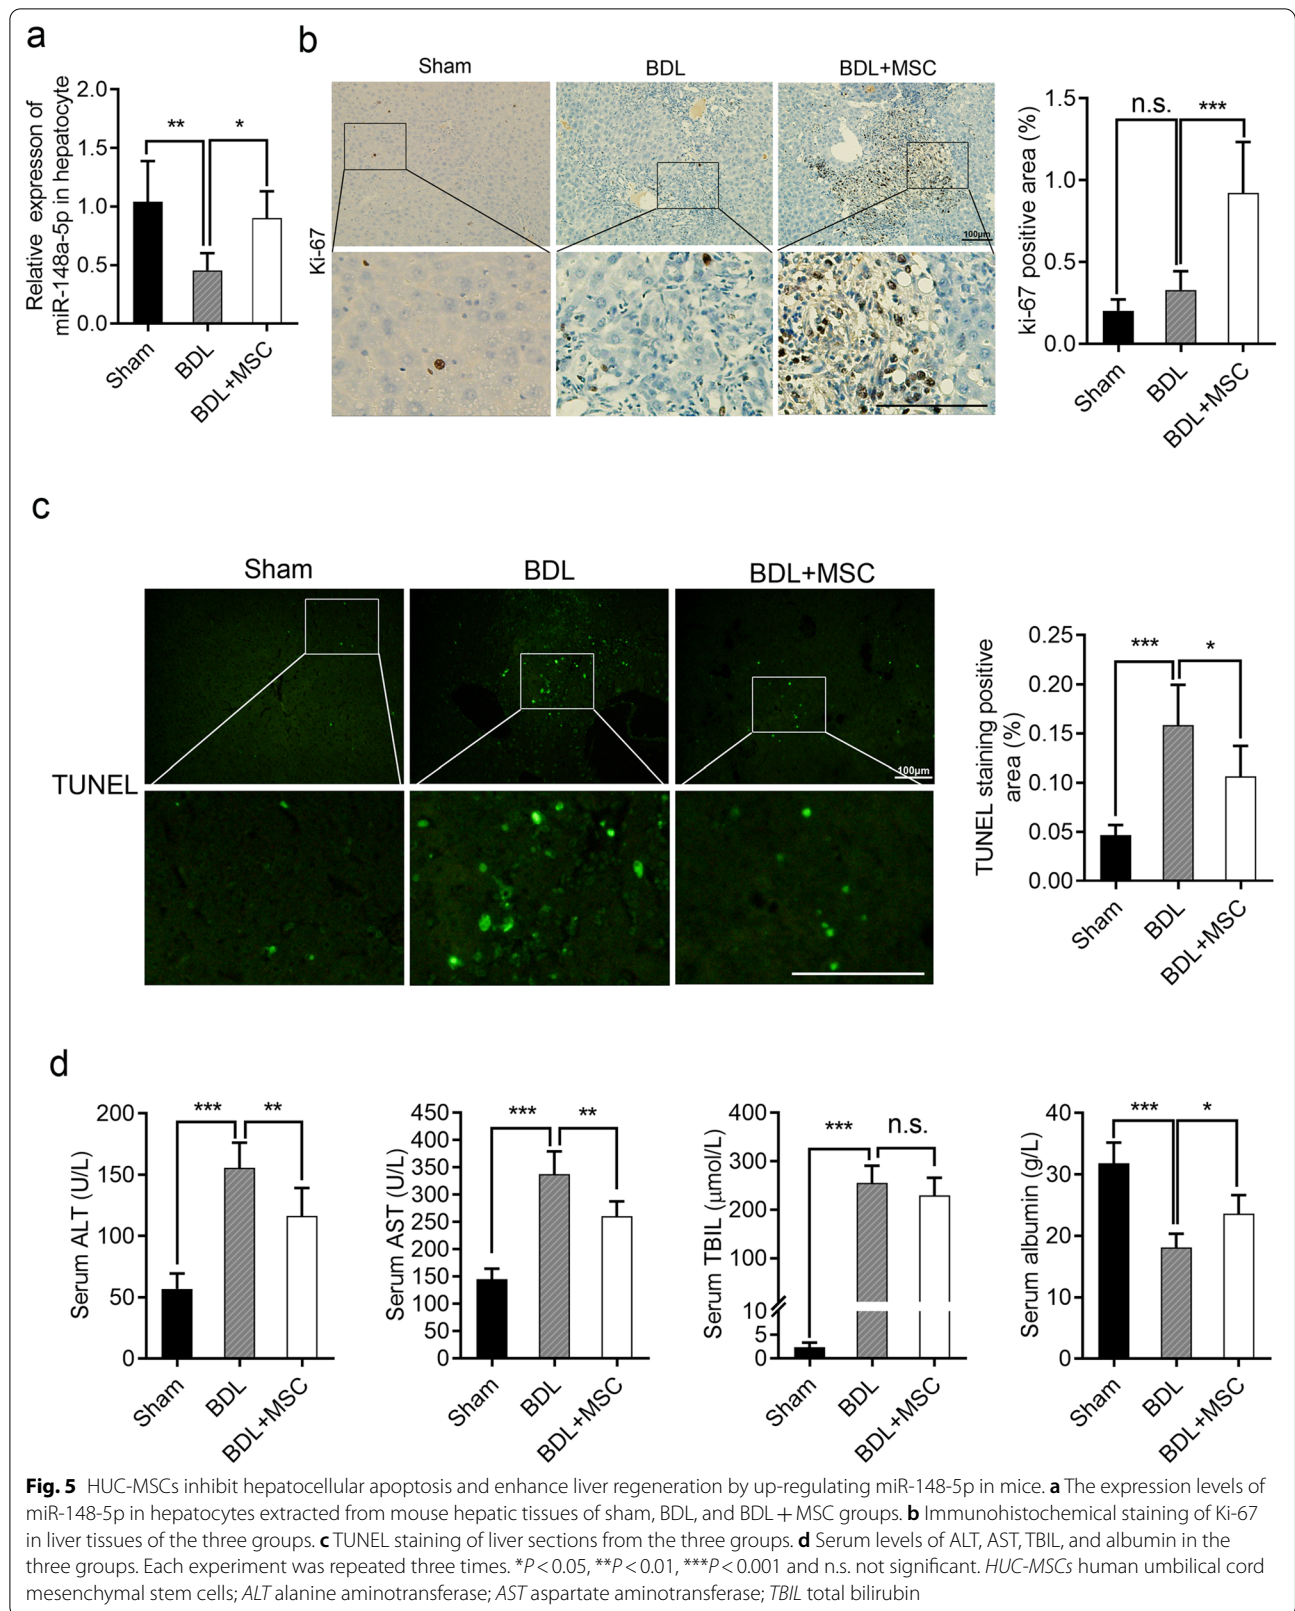 a
Relative expresson of
miR-148a-5p in hepatocyte
2.0
1.5
1.0
0.5
0.0
**
*
Sham
BDL
BDL+MSC
b
Sham
BDL
BDL+MSC
Ki-67
100μm
ki-67 positive area (%)
1.5
1.0
0.5
0.0
n.s.
***
Sham
BDL
BDL+MSC
c
Sham
BDL
BDL+MSC
TUNEL
100μm
TUNEL staining positive
area (%)
0.25
0.20
0.15
0.10
0.05
0.00
***
*
Sham
BDL
BDL+MSC
d
Serum ALT (U/L)
200
150
100
50
0
***
**
Sham
BDL
BDL+MSC
Serum AST (U/L)
450
400
350
300
250
200
150
100
50
0
***
**
Sham
BDL
BDL+MSC
Serum TBIL (μmol/L)
400
300
200
100
10
5
0
***
n.s.
Sham
BDL
BDL+MSC
Serum albumin (g/L)
40
30
20
10
0
***
*
Sham
BDL
BDL+MSC
Fig. 5 HUC-MSCs inhibit hepatocellular apoptosis and enhance liver regeneration by up-regulating miR-148-5p in mice. a The expression levels of
miR-148-5p in hepatocytes extracted from mouse hepatic tissues of sham, BDL, and BDL + MSC groups. b Immunohistochemical staining of Ki-67
in liver tissues of the three groups. c TUNEL staining of liver sections from the three groups. d Serum levels of ALT, AST, TBIL, and albumin in the
three groups. Each experiment was repeated three times. *P < 0.05, **P < 0.01, ***P < 0.001 and n.s. not significant. HUC-MSCs human umbilical cord
mesenchymal stem cells; ALT alanine aminotransferase; AST aspartate aminotransferase; TBIL total bilirubin